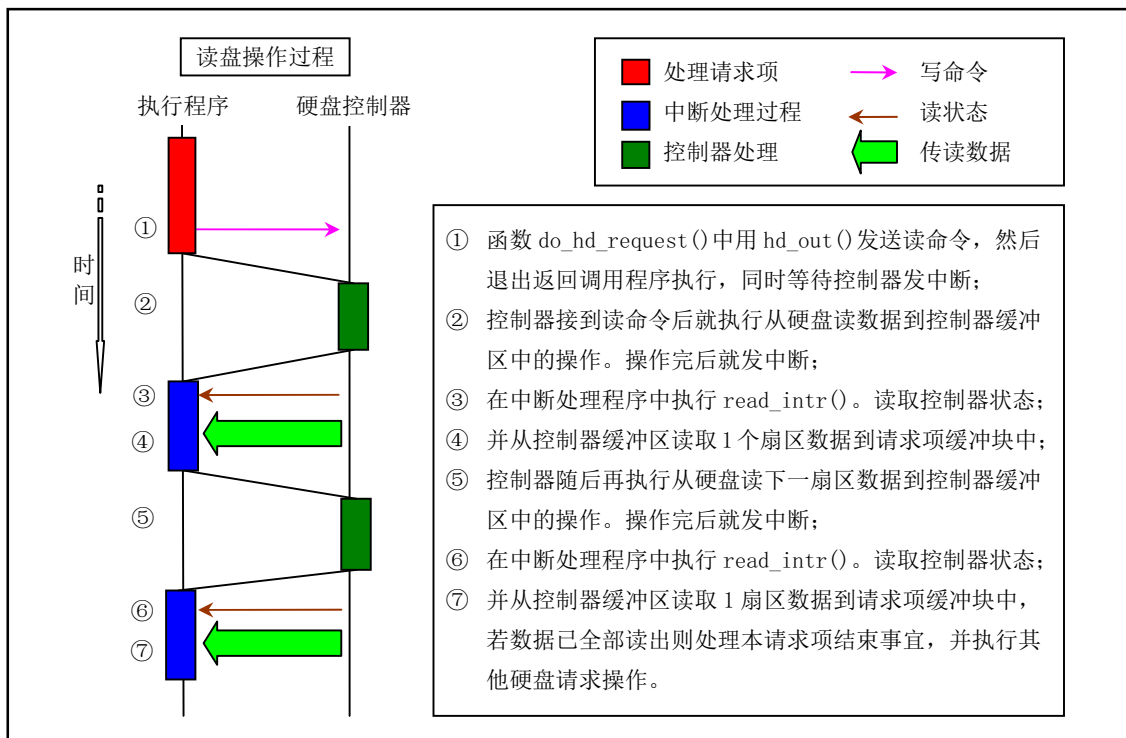 读盘操作过程
执行程序 硬盘控制器
处理请求项 写命令
中断处理过程 读状态
控制器处理 传读数据
时
间
①
②
③
④
⑤
⑥
⑦
① 函数 do_hd_request()中用 hd_out()发送读命令，然后
退出返回调用程序执行，同时等待控制器发中断；
② 控制器接到读命令后就执行从硬盘读数据到控制器缓冲
区中的操作。操作完后就发中断；
③ 在中断处理程序中执行 read_intr()。读取控制器状态；
④ 并从控制器缓冲区读取 1 个扇区数据到请求项缓冲块中；
⑤ 控制器随后再执行从硬盘读下一扇区数据到控制器缓冲
区中的操作。操作完后就发中断；
⑥ 在中断处理程序中执行 read_intr()。读取控制器状态；
⑦ 并从控制器缓冲区读取 1 扇区数据到请求项缓冲块中，
若数据已全部读出则处理本请求项结束事宜，并执行其
他硬盘请求操作。